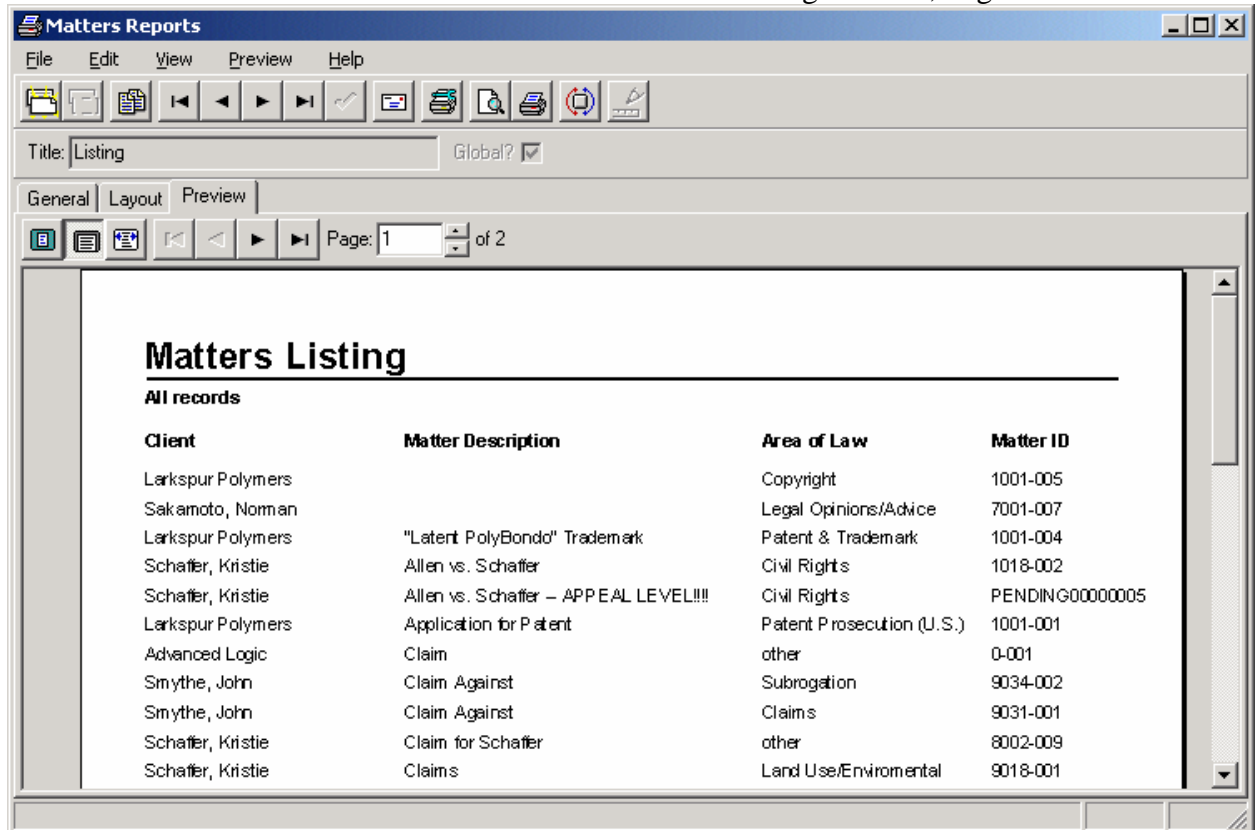 Matters Reports
File Edit View Preview Help
Title: Listing Global?
General Layout Preview
Page: 1 of 2
Matters Listing
All records
Client Matter Description Area of Law Matter ID
Larkspur Polymers Copyright 1001-005
Sakamoto, Norman Legal Opinions/Advice 7001-007
Larkspur Polymers "Latent PolyBondo" Trademark Patent & Trademark 1001-004
Schaffer, Kristie Allen vs. Schaffer Civil Rights 1018-002
Schaffer, Kristie Allen vs. Schaffer – APPEAL LEVEL!!!! Civil Rights PENDING00000005
Larkspur Polymers Application for Patent Patent Prosecution (U.S.) 1001-001
Advanced Logic Claim other 0-001
Smythe, John Claim Against Subrogation 9034-002
Smythe, John Claim Against Claims 9031-001
Schaffer, Kristie Claim for Schaffer other 8002-009
Schaffer, Kristie Claims Land Use/Enviromental 9018-001